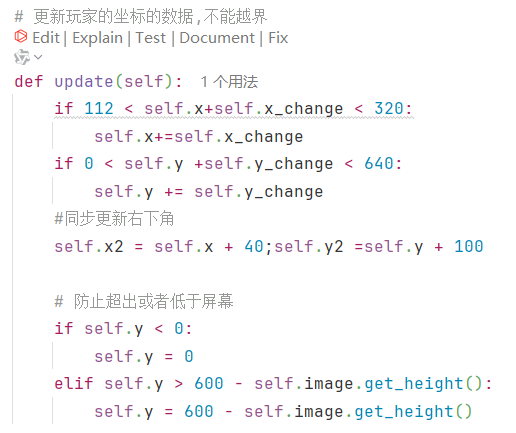 # 更新玩家的坐标的数据,不能越界
Edit | Explain | Test | Document | Fix
def update(self): 1 个用法
if 112 < self.x+self.x_change < 320:
self.x+=self.x_change
if 0 < self.y +self.y_change < 640:
self.y += self.y_change
#同步更新右下角
self.x2 = self.x + 40;self.y2 =self.y + 100
# 防止超出或者低于屏幕
if self.y < 0:
self.y = 0
elif self.y > 600 - self.image.get_height():
self.y = 600 - self.image.get_height()